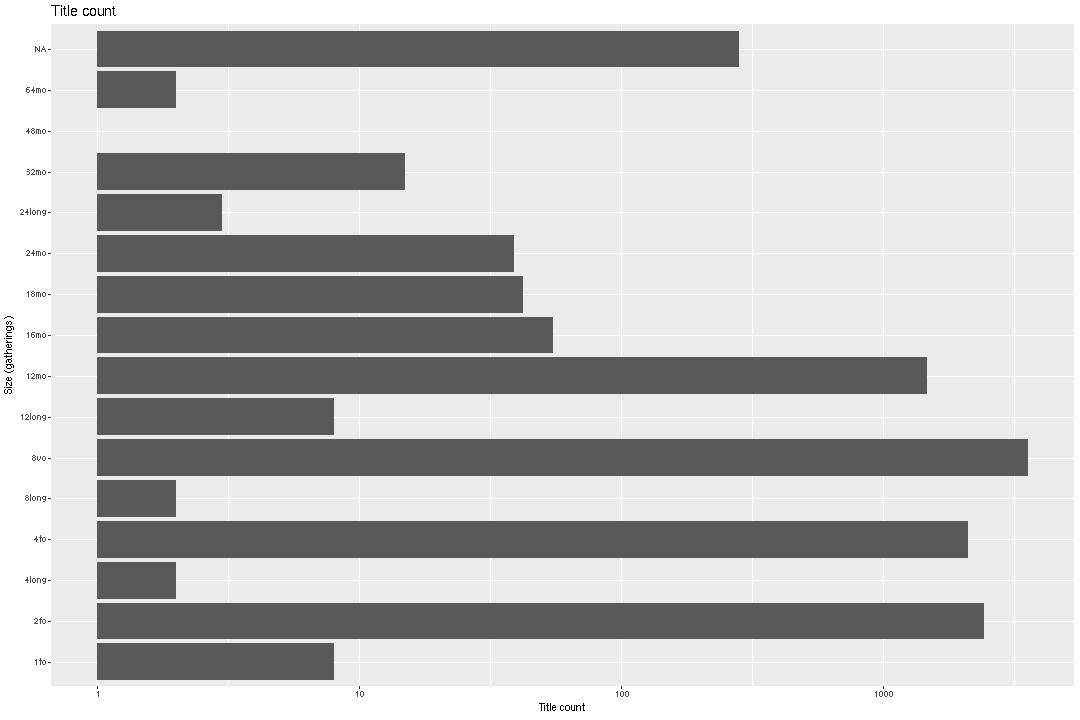 Title count
NA
64mo
48mo
32mo
24long
24mo
18mo
16mo
12mo
12long
8vo
8long
4to
4long
2fo
1to
1
10
100
1000
Title count
Size (gatherings)